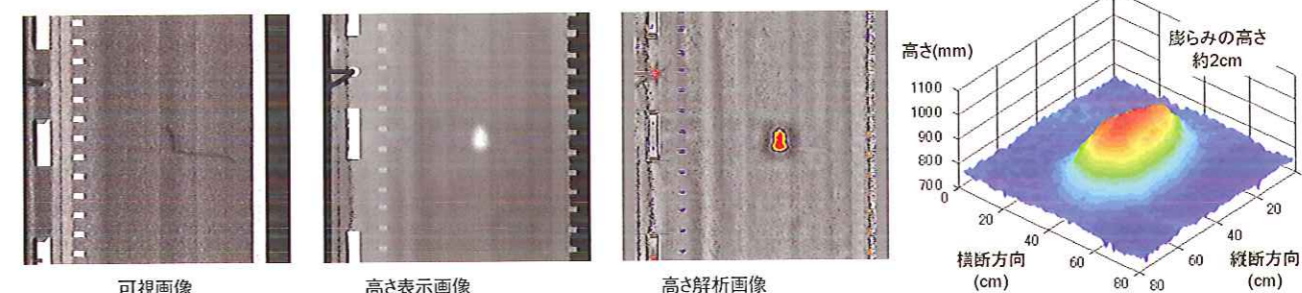 可視画像
高さ表示画像
高さ解析画像
高さ(mm)
膨らみの高さ
約2cm
1100
1000
900
800
700
0
20
40
60
80
横断方向
(cm)
20
40
60
80
縦断方向
(cm)